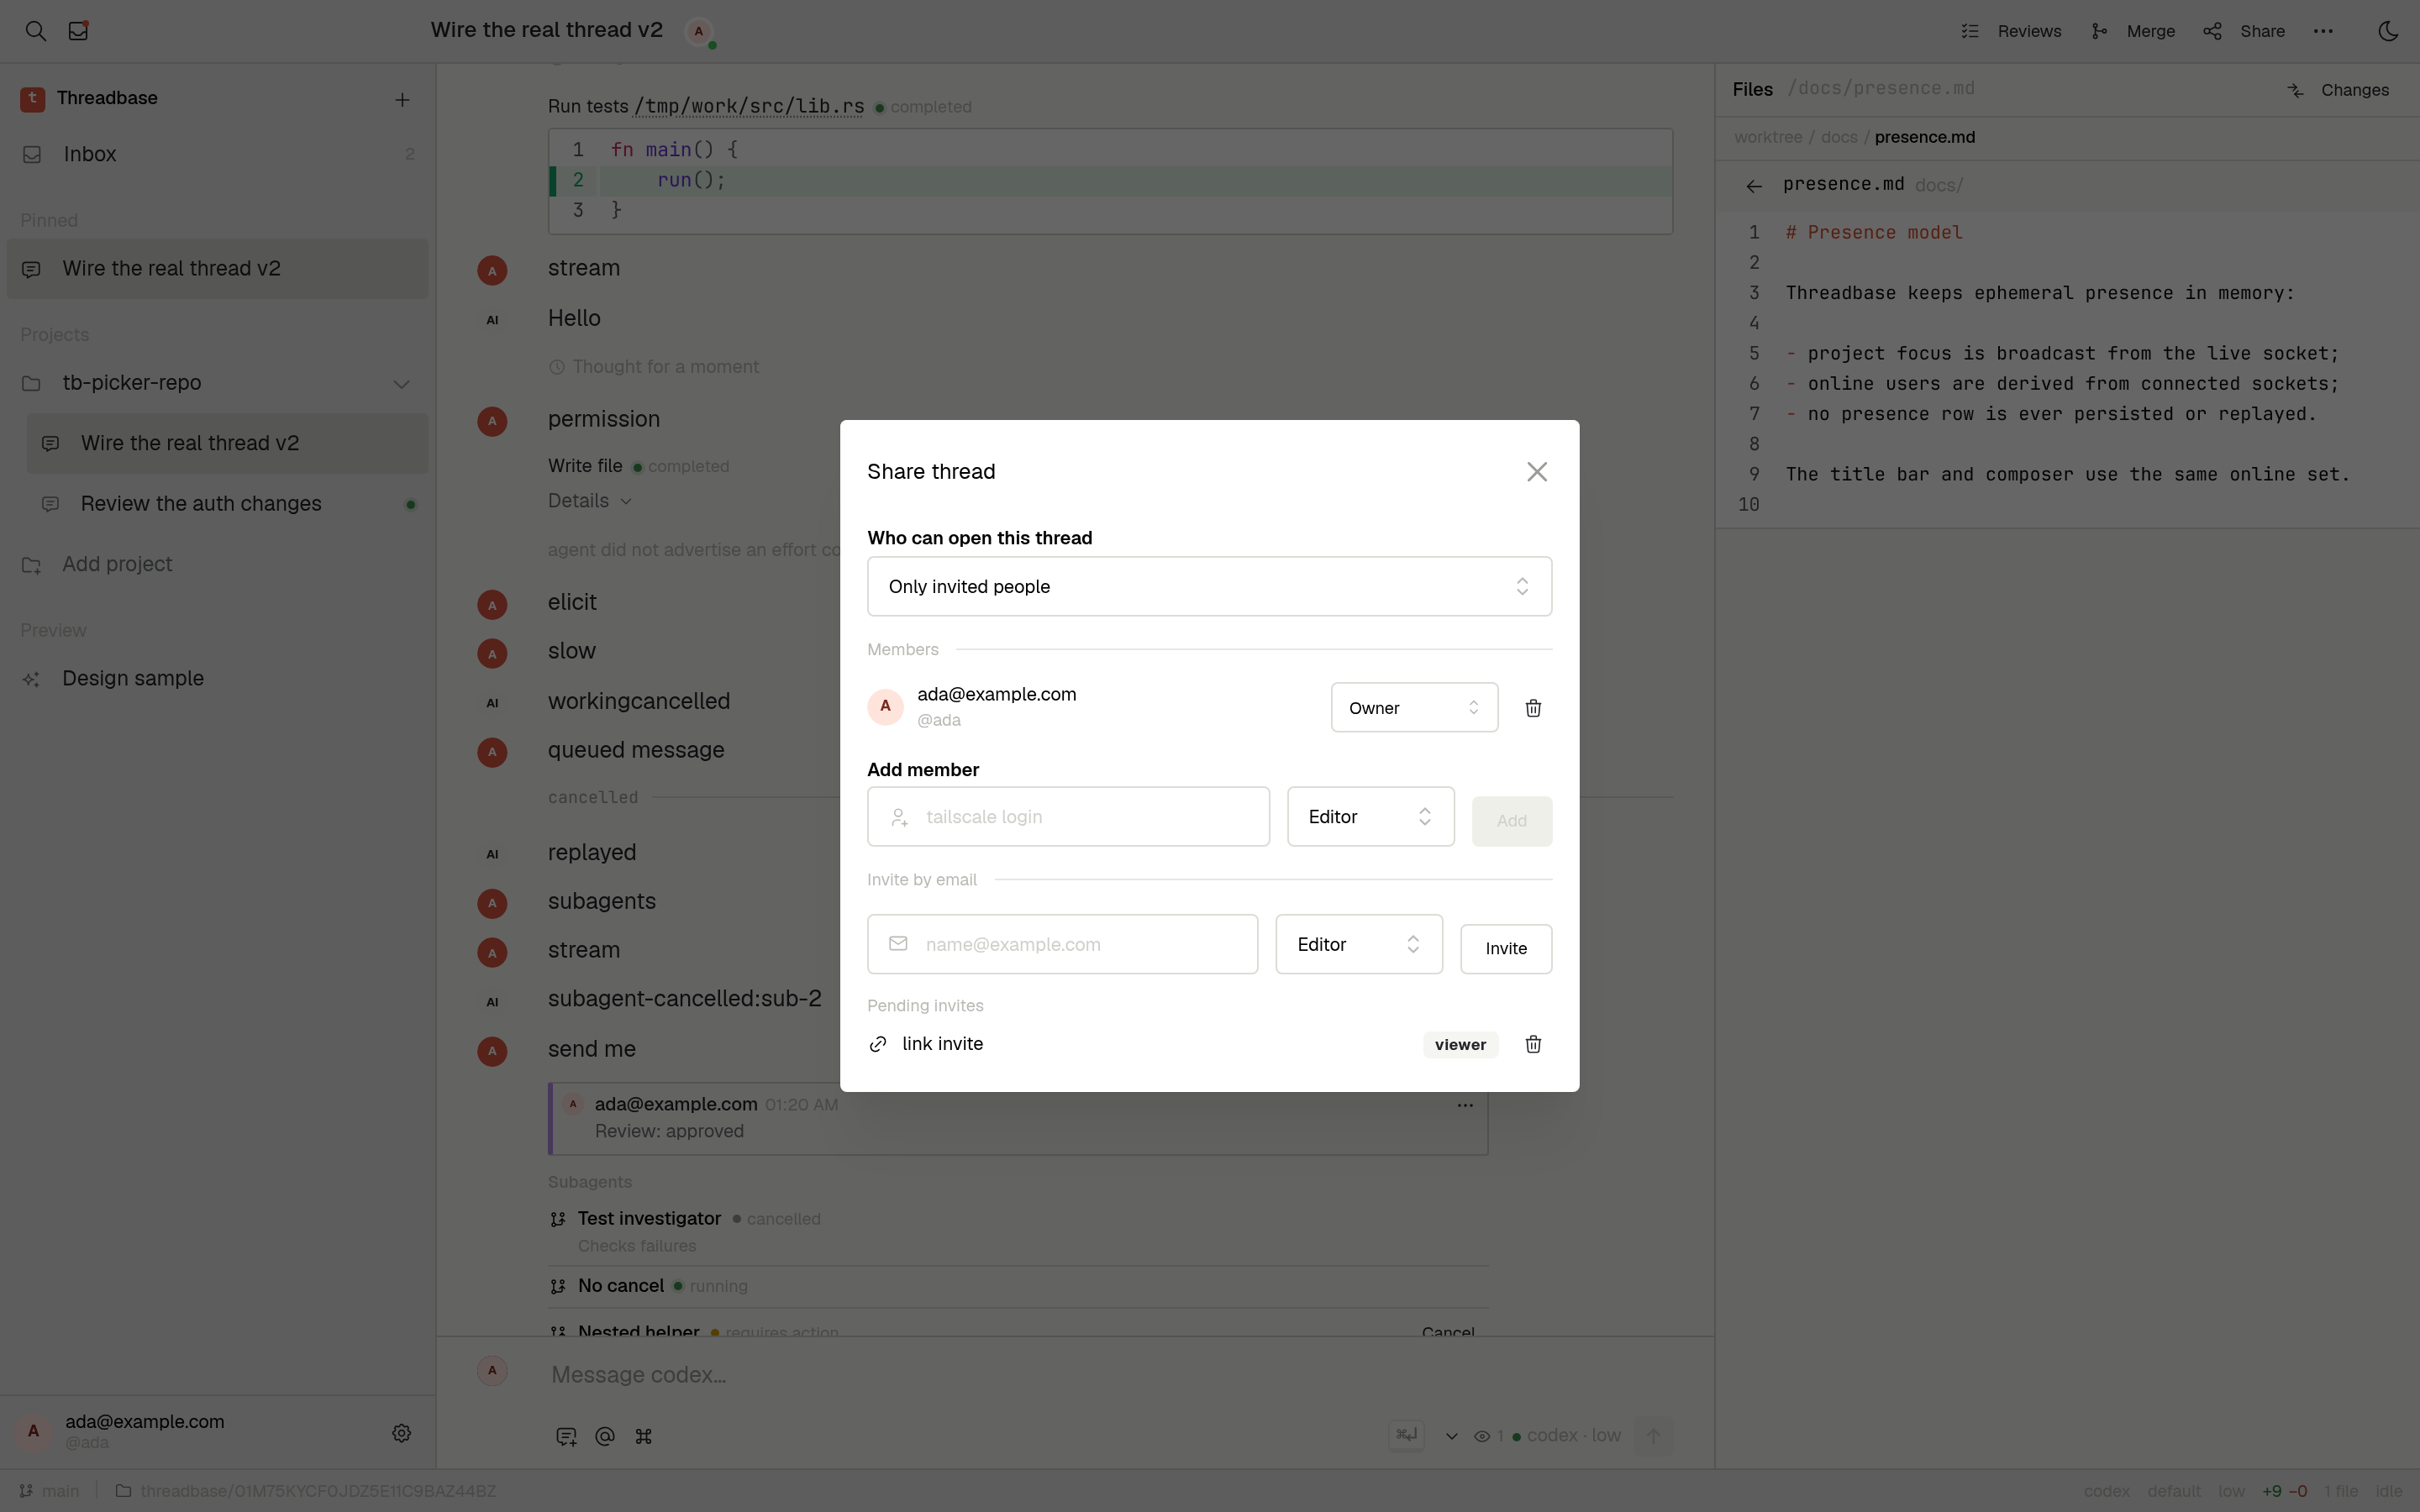 Wire the real thread v2
A
Reviews
Merge
Share
t
Threadbase
Inbox
2
Pinned
Wire the real thread v2
Projects
tb-picker-repo
Wire the real thread v2
Review the auth changes
Add project
Preview
Design sample
ada@example.com
@ada
A
Run tests /tmp/work/src/lib.rs completed
1 fn main() {
2 run();
3 }
A stream
AI Hello
Thought for a moment
A permission
Write file completed
Details
agent did not advertise an effort co
A elicit
A slow
AI workingcancelled
A queued message
cancelled
AI replayed
A subagents
A stream
AI subagent-cancelled:sub-2
A send me
A ada@example.com 01:20 AM
Review: approved
Subagents
Test investigator cancelled
Checks failures
No cancel running
Nested helper requires action Cancel
A Message codex…
1 codex · low
Share thread
Who can open this thread
Only invited people
Members
A ada@example.com
@ada
Owner
Add member
tailscale login
Editor
Add
Invite by email
name@example.com
Editor
Invite
Pending invites
link invite
viewer
Files /docs/presence.md
Changes
worktree / docs / presence.md
presence.md docs/
1 # Presence model
2
3 Threadbase keeps ephemeral presence in memory:
4
5 - project focus is broadcast from the live socket;
6 - online users are derived from connected sockets;
7 - no presence row is ever persisted or replayed.
8
9 The title bar and composer use the same online set.
10
main
threadbase/01M75KYCF0JDZ5E11C9BAZ44BZ
codex default low +9 −0 1 file idle